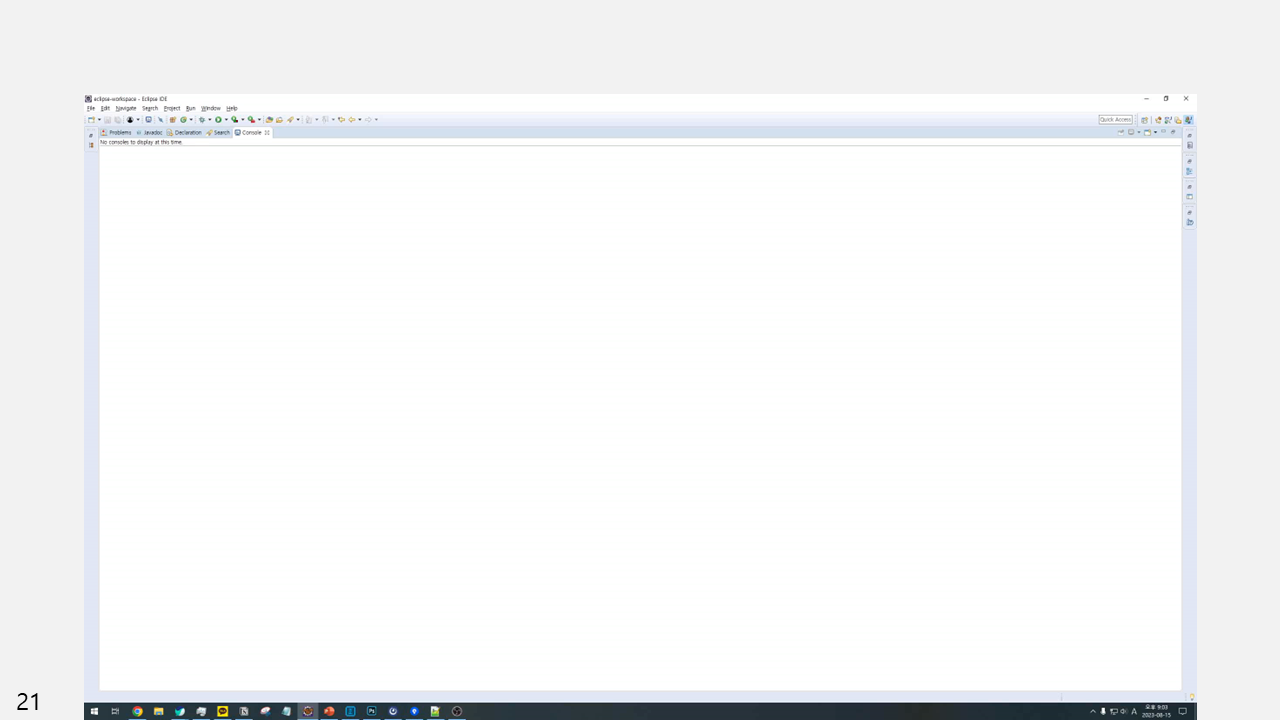 eclipse-workspace - Eclipse IDE
File Edit Navigate Search Project Run Window Help
Quick Access
Problems Javadoc Declaration Search Console
No consoles to display at this time.
21
A
오후 9:03
2023-08-15